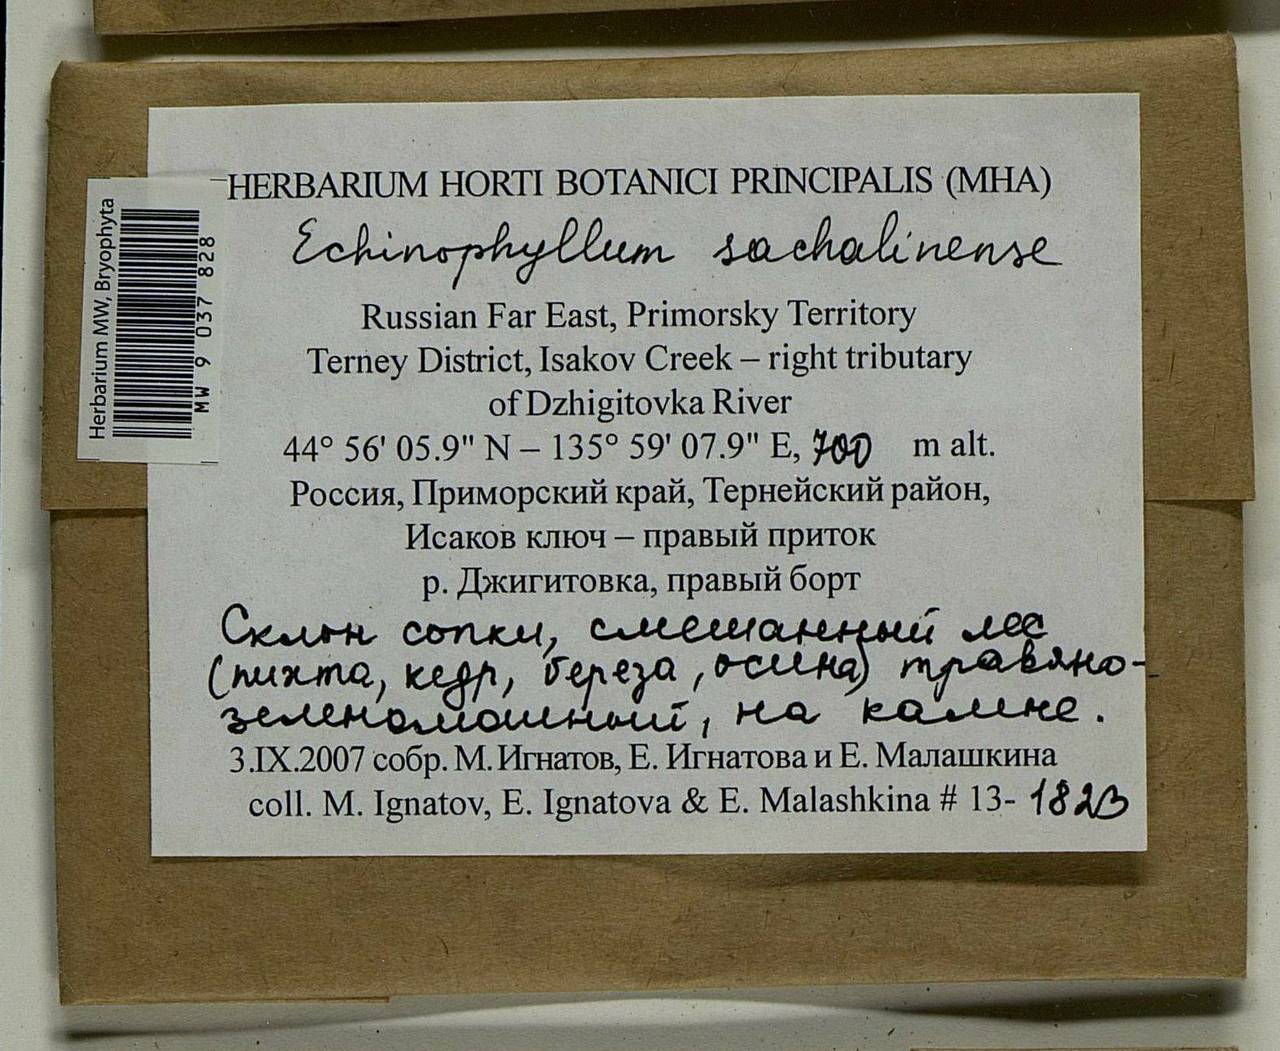 HERBARIUM HORTI BOTANICI PRINCIPALIS (MHA)
Echinophyllum sachalinense
Russian Far East, Primorsky Territory
Terney District, Isakov Creek – right tributary
of Dzhigitovka River
44° 56' 05.9" N – 135° 59' 07.9" E, 700 m alt.
Россия, Приморский край, Тернейский район,
Исаков ключ – правый приток
р. Джигитовка, правый борт
Склон сопки, смешанный лес
(пихта, кедр, береза, осина) травяно-
зеленомошный, на камне.
3.IX.2007 собр. М. Игнатов, Е. Игнатова и Е. Малашкина
coll. M. Ignatov, E. Ignatova & E. Malashkina # 13-
Herbarium MW, Bryophyta
MW 9 037 828